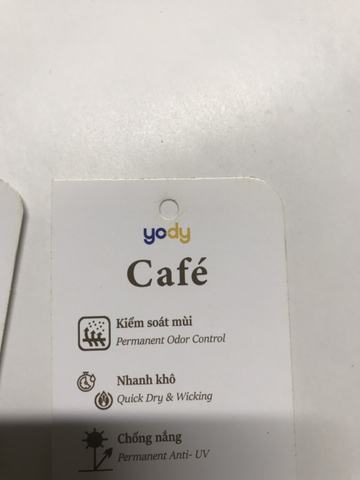 yody
Café
Kiểm soát mùi
Permanent Odor Control
Nhanh khô
Quick Dry & Wicking
Chống nắng
Permanent Anti- UV